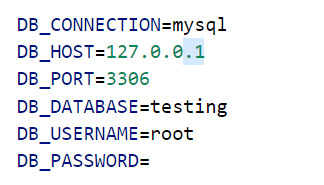 DB_CONNECTION=mysql
DB_HOST=127.0.0.1
DB_PORT=3306
DB_DATABASE=testing
DB_USERNAME=root
DB_PASSWORD=